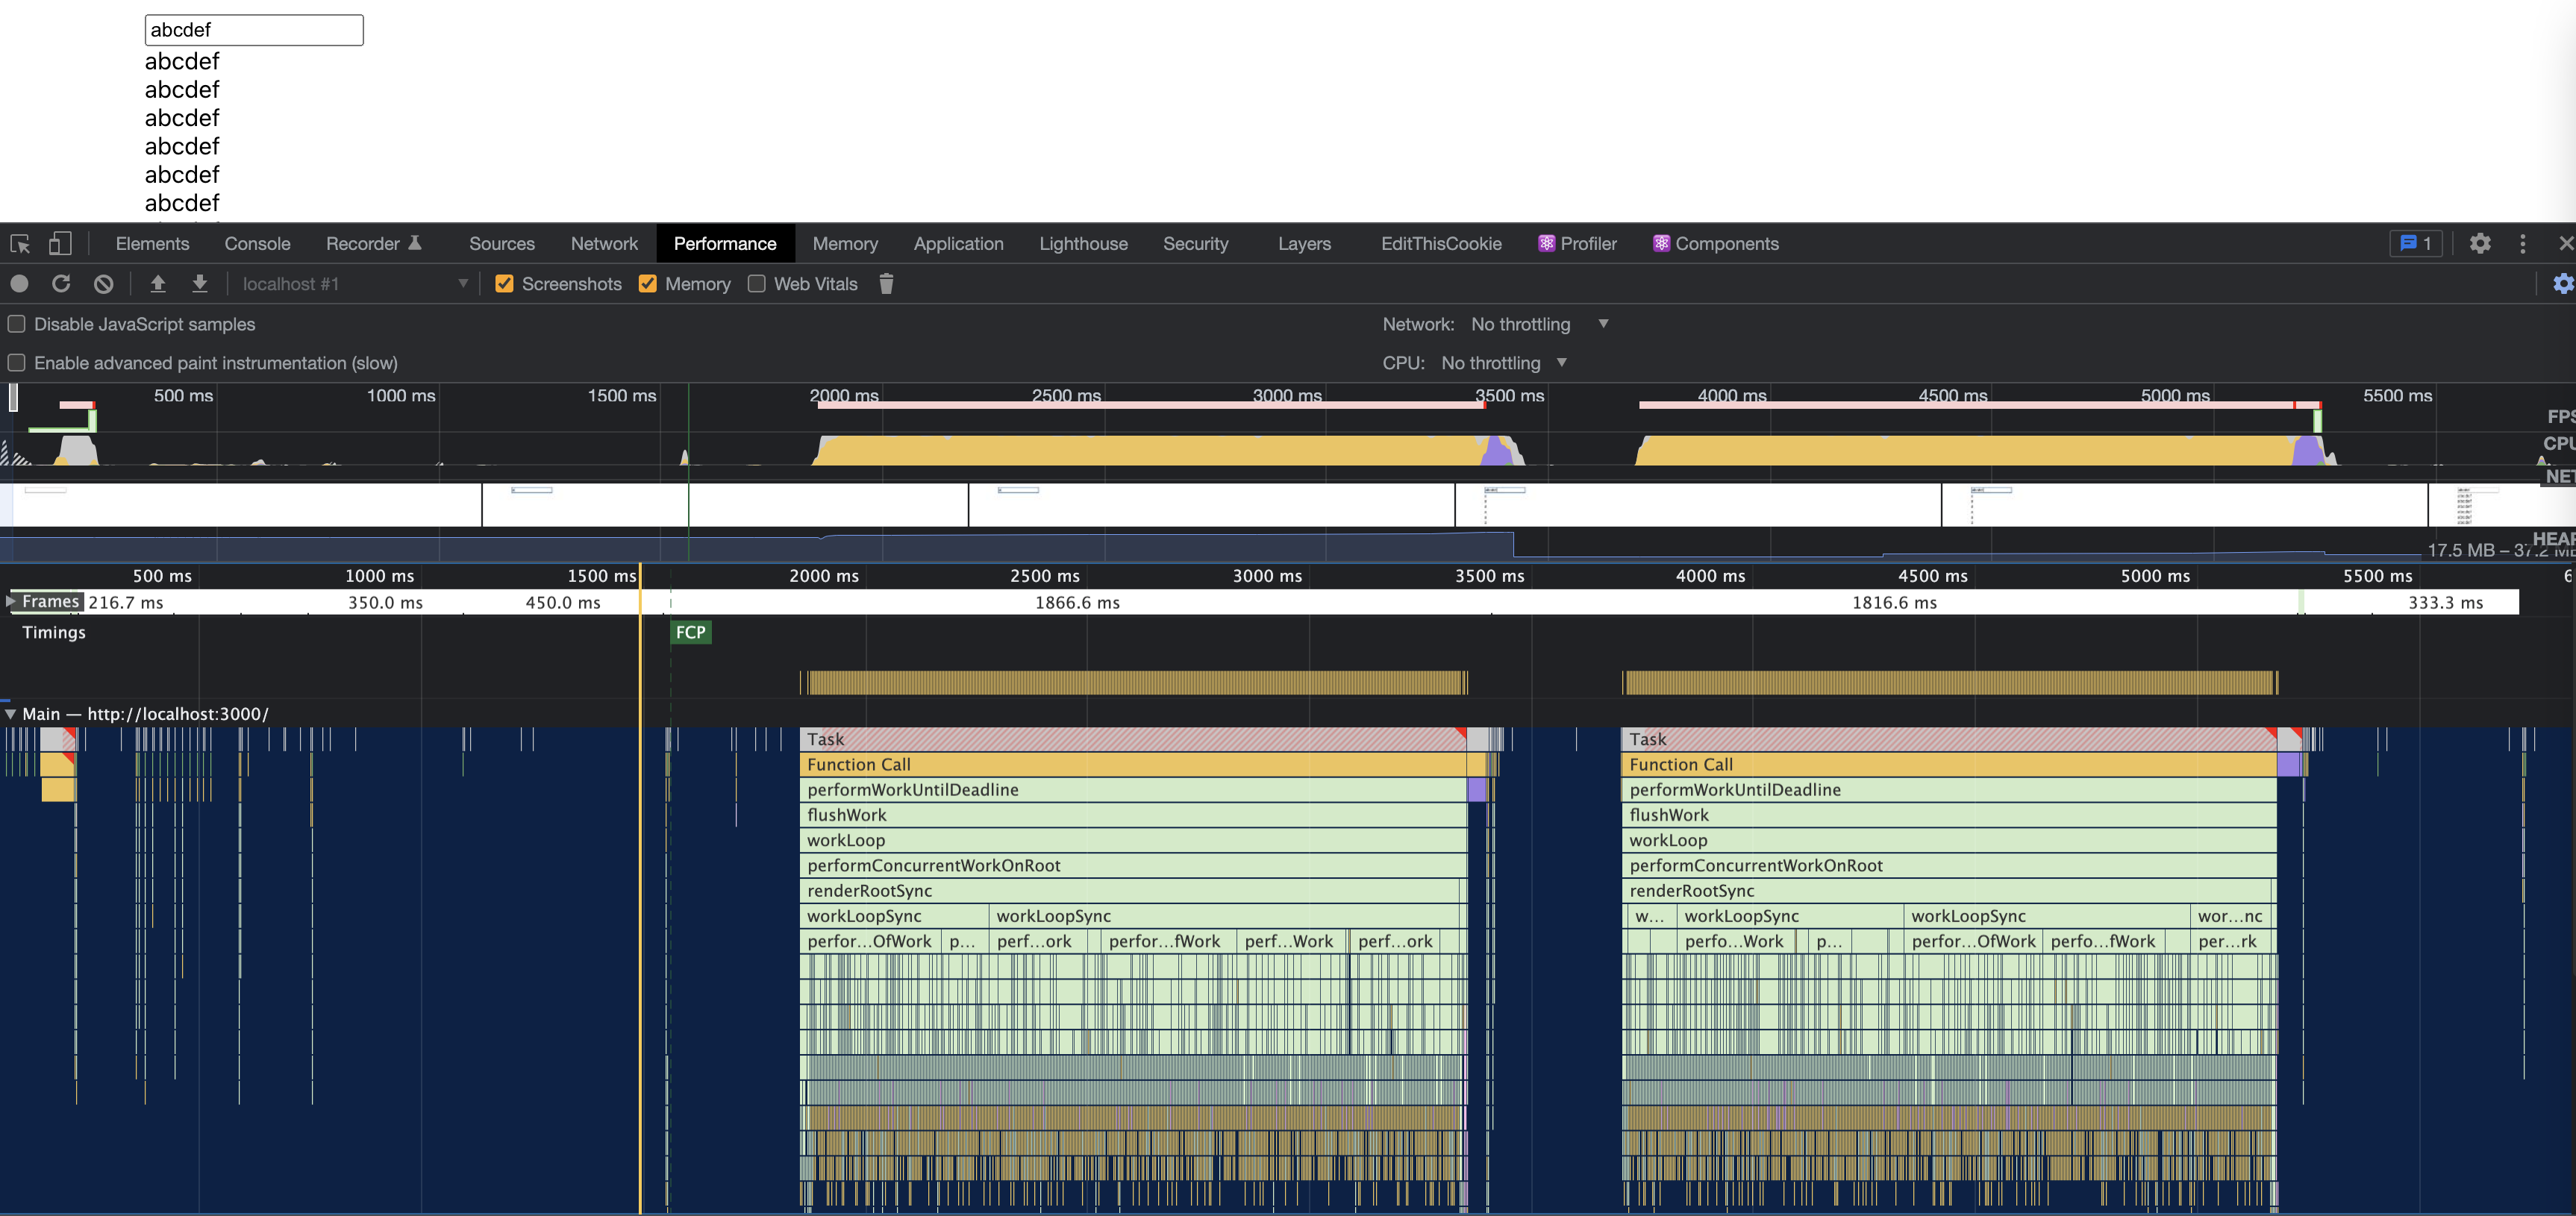 abcdef
abcdef
abcdef
abcdef
abcdef
abcdef
abcdef
Elements Console Recorder Sources Network Performance Memory Application Lighthouse Security Layers EditThisCookie Profiler Components 1
localhost #1 Screenshots Memory Web Vitals
Disable JavaScript samples Network: No throttling
Enable advanced paint instrumentation (slow) CPU: No throttling
500 ms 1000 ms 1500 ms 2000 ms 2500 ms 3000 ms 3500 ms 4000 ms 4500 ms 5000 ms 5500 ms
FPS
CPU
NET
HEAP
17.5 MB – 37.2 MB
500 ms 1000 ms 1500 ms 2000 ms 2500 ms 3000 ms 3500 ms 4000 ms 4500 ms 5000 ms 5500 ms 6
Frames 216.7 ms 350.0 ms 450.0 ms 1866.6 ms 1816.6 ms 333.3 ms
Timings FCP
Main — http://localhost:3000/
Task Task
Function Call Function Call
performWorkUntilDeadline performWorkUntilDeadline
flushWork flushWork
workLoop workLoop
performConcurrentWorkOnRoot performConcurrentWorkOnRoot
renderRootSync renderRootSync
workLoopSync workLoopSync w... workLoopSync workLoopSync wor...nc
perfor...OfWork p... perf...ork perfor...fWork perf...Work perf...ork perfo...Work p... perfor...OfWork perfo...fWork per...rk